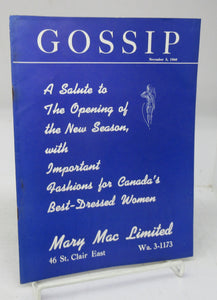 GOSSIP
November 5, 1960
A Salute to
The Opening of
the New Season,
with
Important
Fashions for Canada's
Best-Dressed Women
Mary Mac Limited
46 St. Clair East Wa. 3-1173